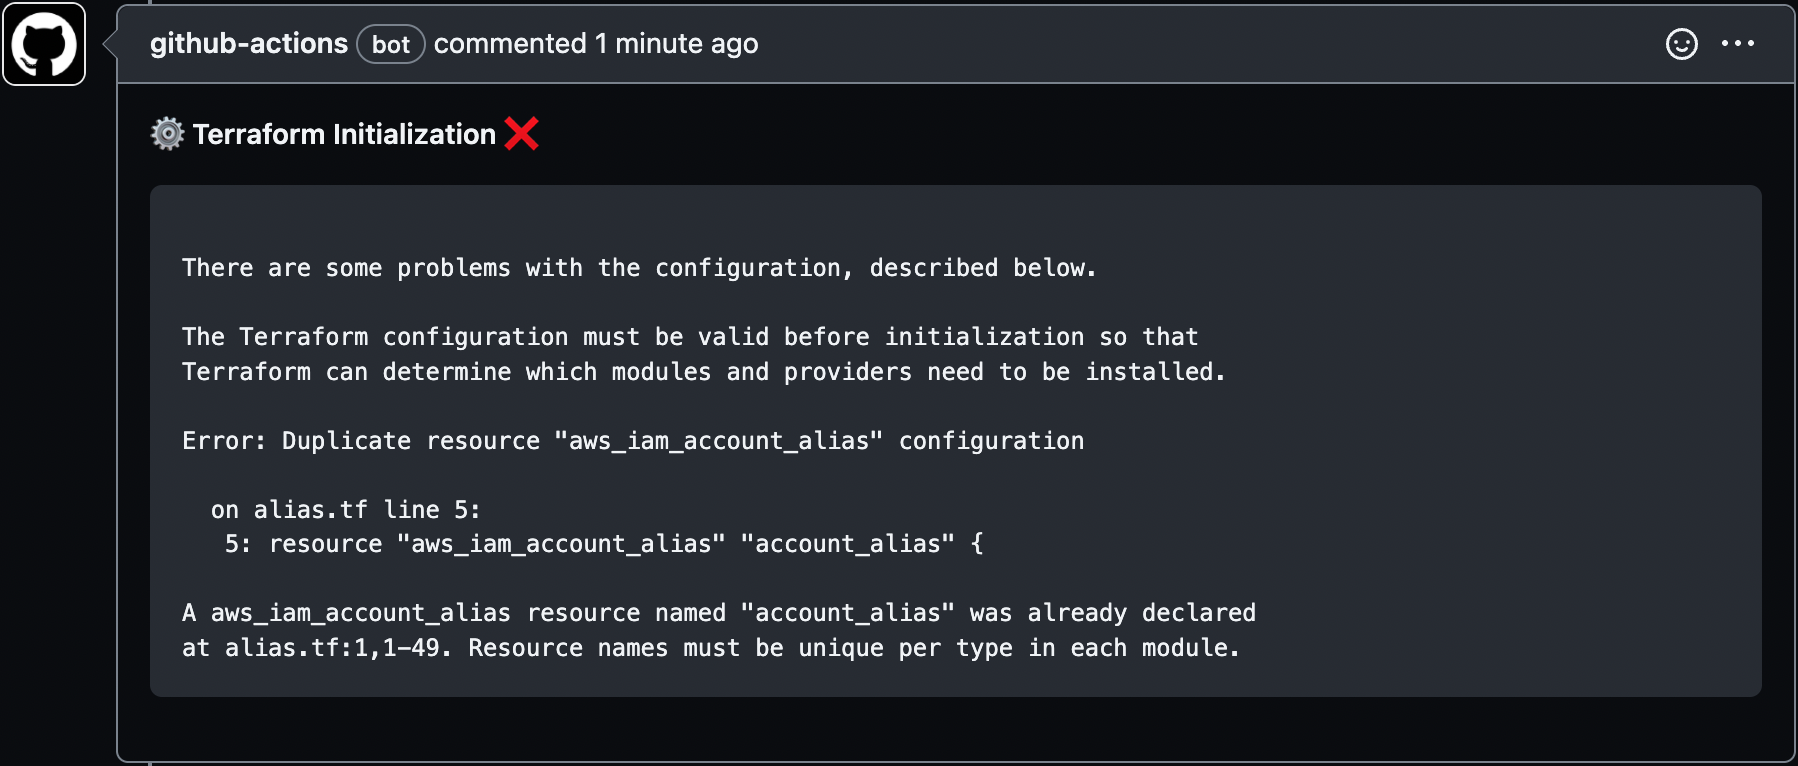 github-actions bot commented 1 minute ago
Terraform Initialization
There are some problems with the configuration, described below.
The Terraform configuration must be valid before initialization so that
Terraform can determine which modules and providers need to be installed.
Error: Duplicate resource "aws_iam_account_alias" configuration
on alias.tf line 5:
5: resource "aws_iam_account_alias" "account_alias" {
A aws_iam_account_alias resource named "account_alias" was already declared
at alias.tf:1,1-49. Resource names must be unique per type in each module.